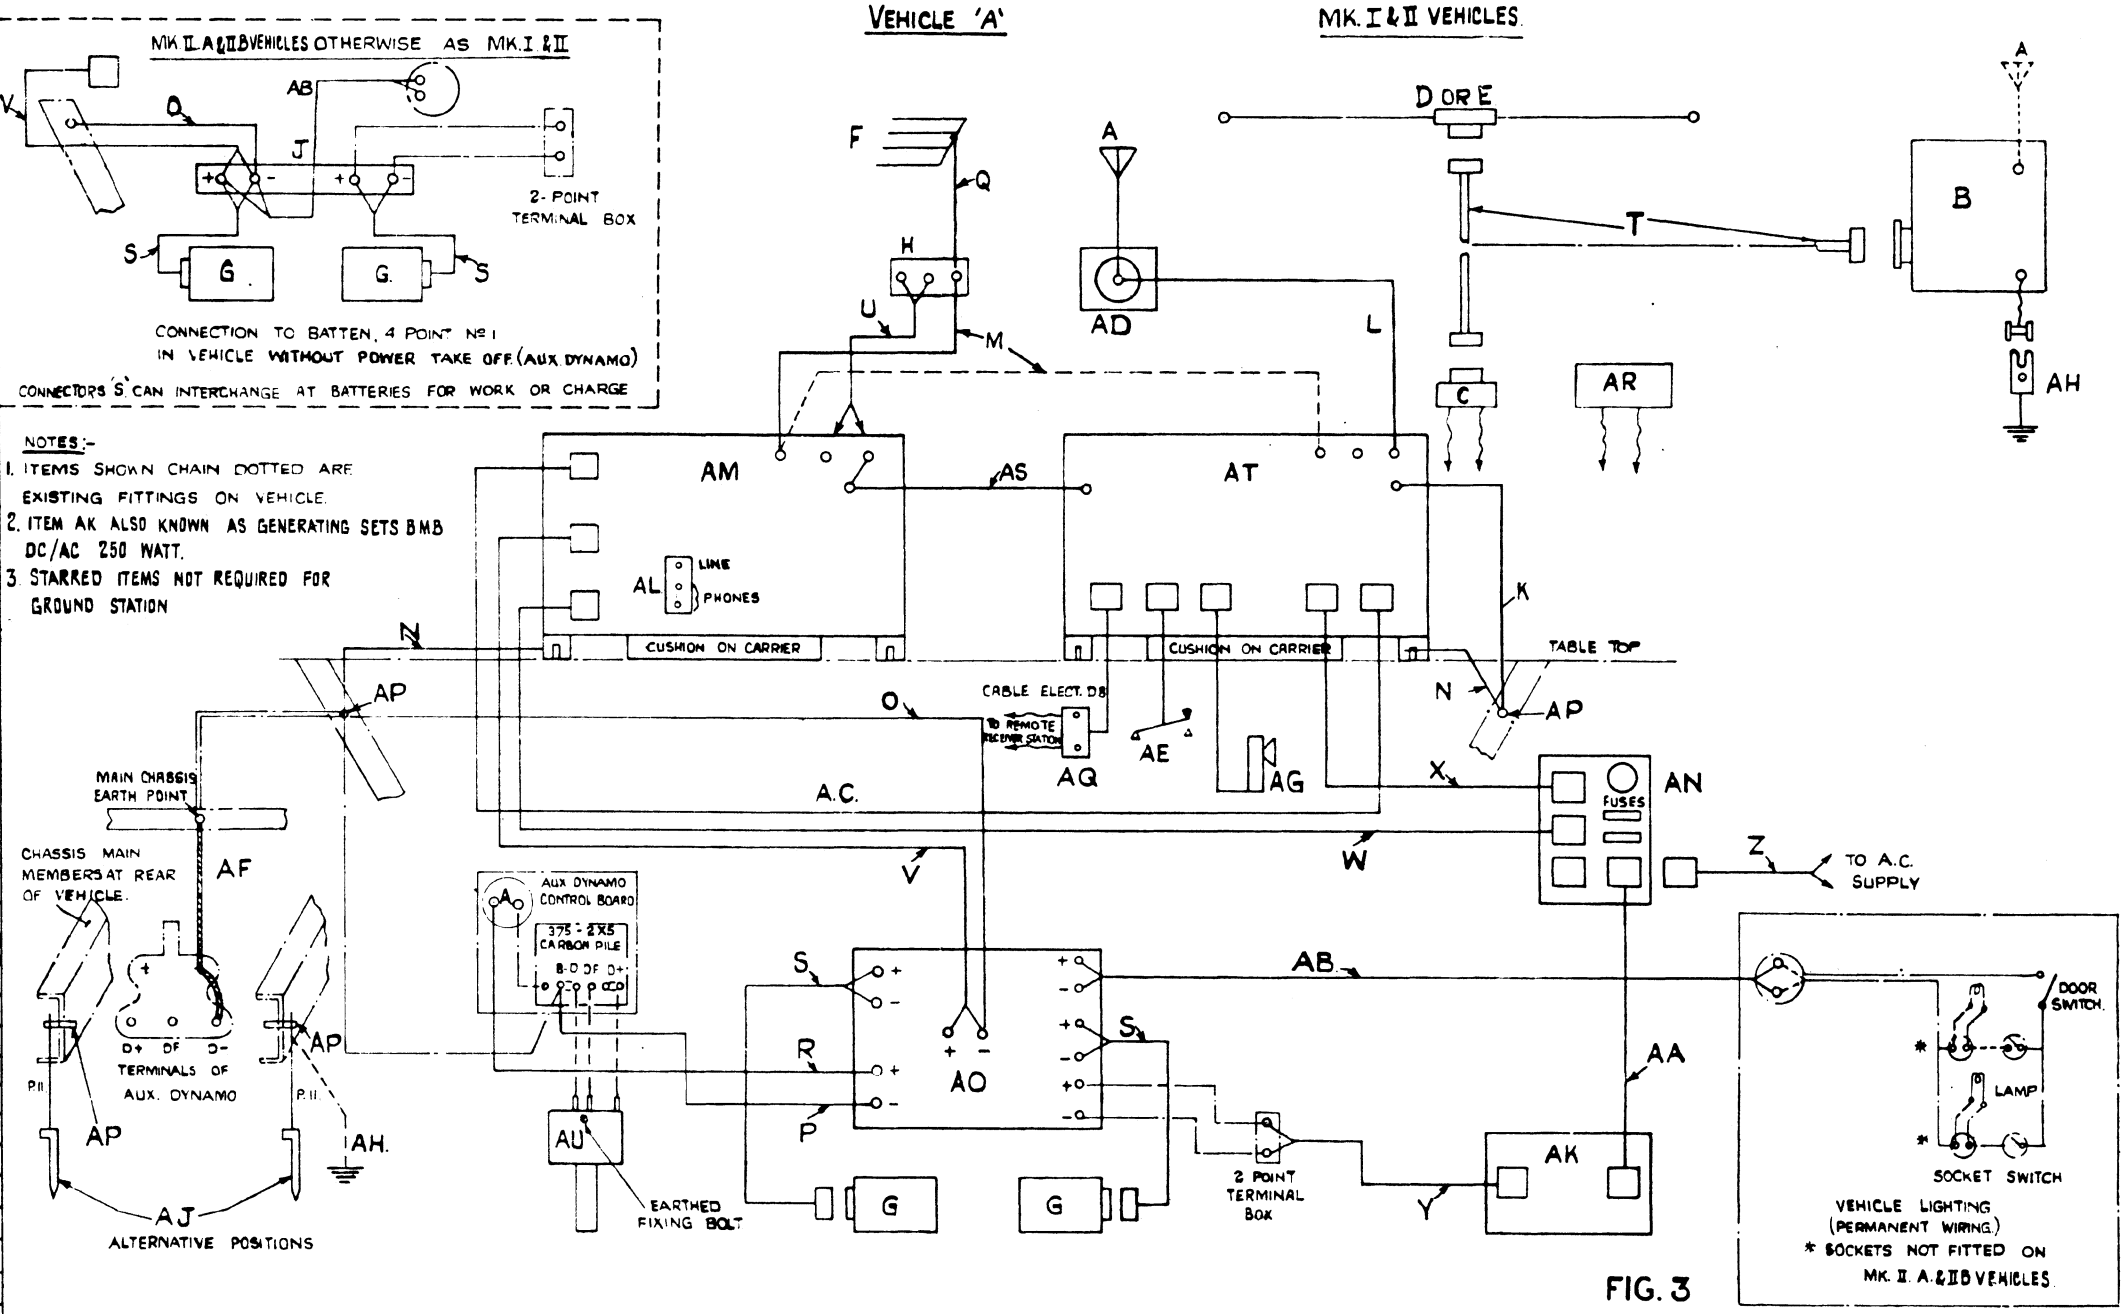 VEHICLE 'A'
MK. I & II VEHICLES.
MK. II. A & II B VEHICLES OTHERWISE AS MK. I. & II
V
O
AB
J
+
-
+
-
2-POINT
TERMINAL BOX
S
G
G.
S
CONNECTION TO BATTEN, 4 POINT Nº 1
IN VEHICLE WITHOUT POWER TAKE OFF. (AUX. DYNAMO)
CONNECTORS 'S' CAN INTERCHANGE AT BATTERIES FOR WORK OR CHARGE
NOTES:-
1. ITEMS SHOWN CHAIN DOTTED ARE
EXISTING FITTINGS ON VEHICLE.
2. ITEM AK ALSO KNOWN AS GENERATING SETS BMB
DC/AC 250 WATT.
3. STARRED ITEMS NOT REQUIRED FOR
GROUND STATION
F
Q
H
U
M
A
AD
L
D OR E
T
C
AR
A
B
AH
AM
AS
AT
AL
LINE
PHONES
K
N
CUSHION ON CARRIER
CUSHION ON CARRIER
TABLE TOP
N
AP
AP
O
CABLE ELECT. D8
TO REMOTE
RECEIVER STATION
AQ
AE
AG
X
AN
FUSES
A.C.
W
V
Z
TO A.C.
SUPPLY
MAIN CHASSIS
EARTH POINT
AF
CHASSIS MAIN
MEMBERS AT REAR
OF VEHICLE.
+
D+ DF D-
TERMINALS OF
AUX. DYNAMO
P.11.
AP
P.11.
AP
AH.
AJ
ALTERNATIVE POSITIONS
A
AUX DYNAMO
CONTROL BOARD
375 - 2X5
CARBON PILE
B-D DF D+
AU
EARTHED
FIXING BOLT
S
+
-
R
+
P
-
+ -
AO
+
-
+
-
+
-
AB
S
G
G
2 POINT
TERMINAL
BOX
Y
AK
AA
DOOR
SWITCH.
*
LAMP
*
SOCKET SWITCH
VEHICLE LIGHTING
(PERMANENT WIRING.)
* SOCKETS NOT FITTED ON
MK. II. A. & II B VEHICLES.
FIG. 3